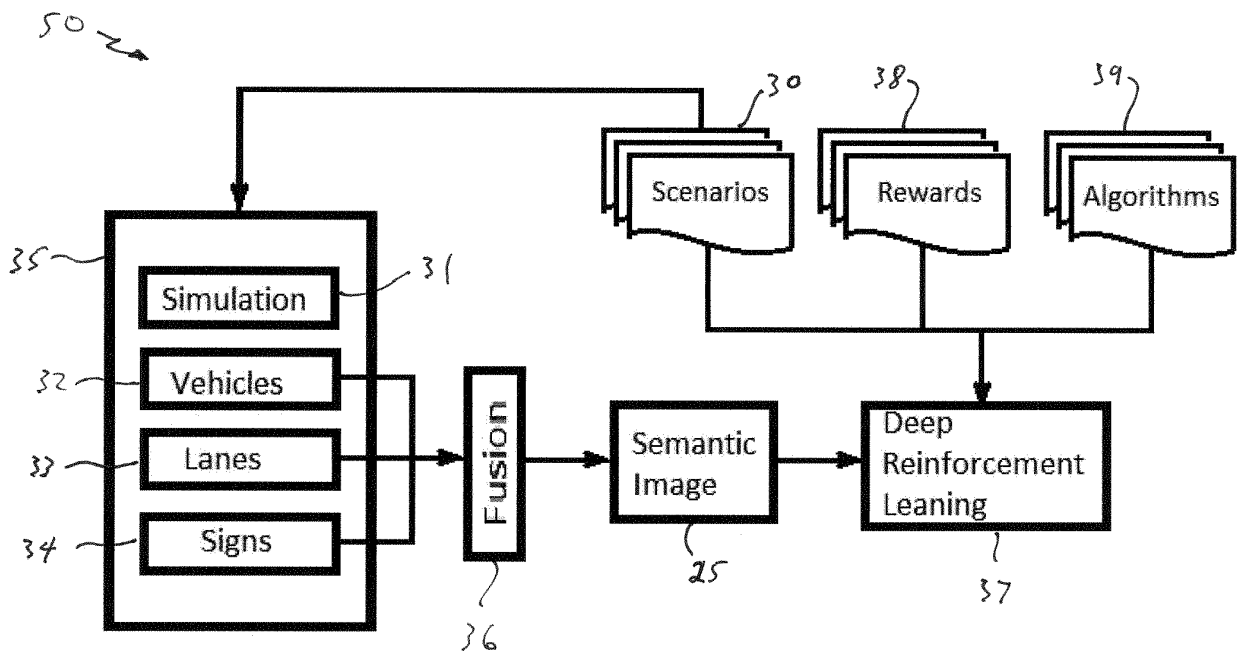 50
30
38
39
Scenarios
Rewards
Algorithms
35
Simulation
31
32
Vehicles
33
Lanes
34
Signs
Fusion
36
Semantic
Image
25
Deep
Reinforcement
Leaning
37